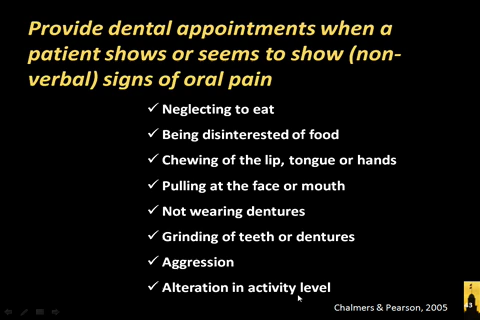 Provide dental appointments when a
patient shows or seems to show (non-
verbal) signs of oral pain
✓ Neglecting to eat
✓ Being disinterested of food
✓ Chewing of the lip, tongue or hands
✓ Pulling at the face or mouth
✓ Not wearing dentures
✓ Grinding of teeth or dentures
✓ Aggression
✓ Alteration in activity level
Chalmers & Pearson, 2005
13